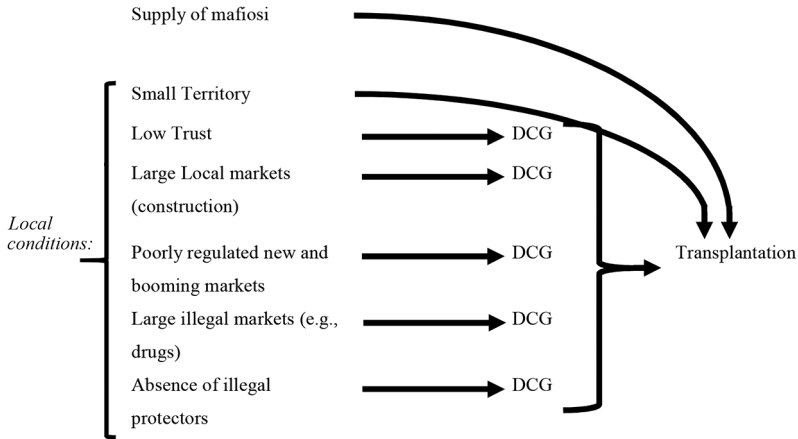 Supply of mafiosi
Small Territory
Low Trust
DCG
Large Local markets
DCG
(construction)
Local
conditions:
Poorly regulated new and
DCG
Transplantation
booming markets
Large illegal markets (e.g.,
DCG
drugs)
Absence of illegal
DCG
protectors